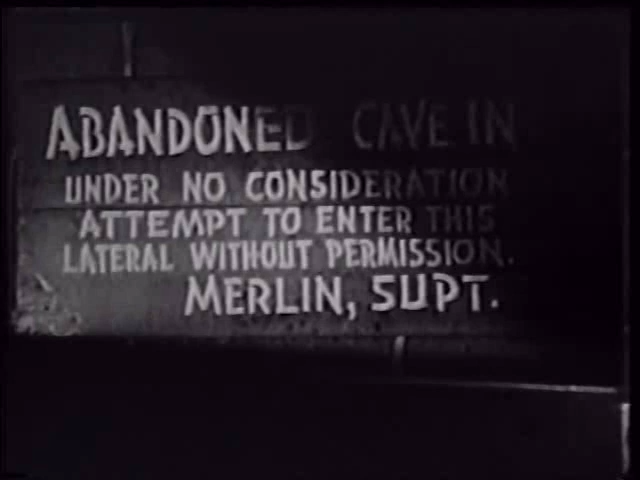 ABANDONED CAVE IN
UNDER NO CONSIDERATION
ATTEMPT TO ENTER THIS
LATERAL WITHOUT PERMISSION.
MERLIN, SUPT.